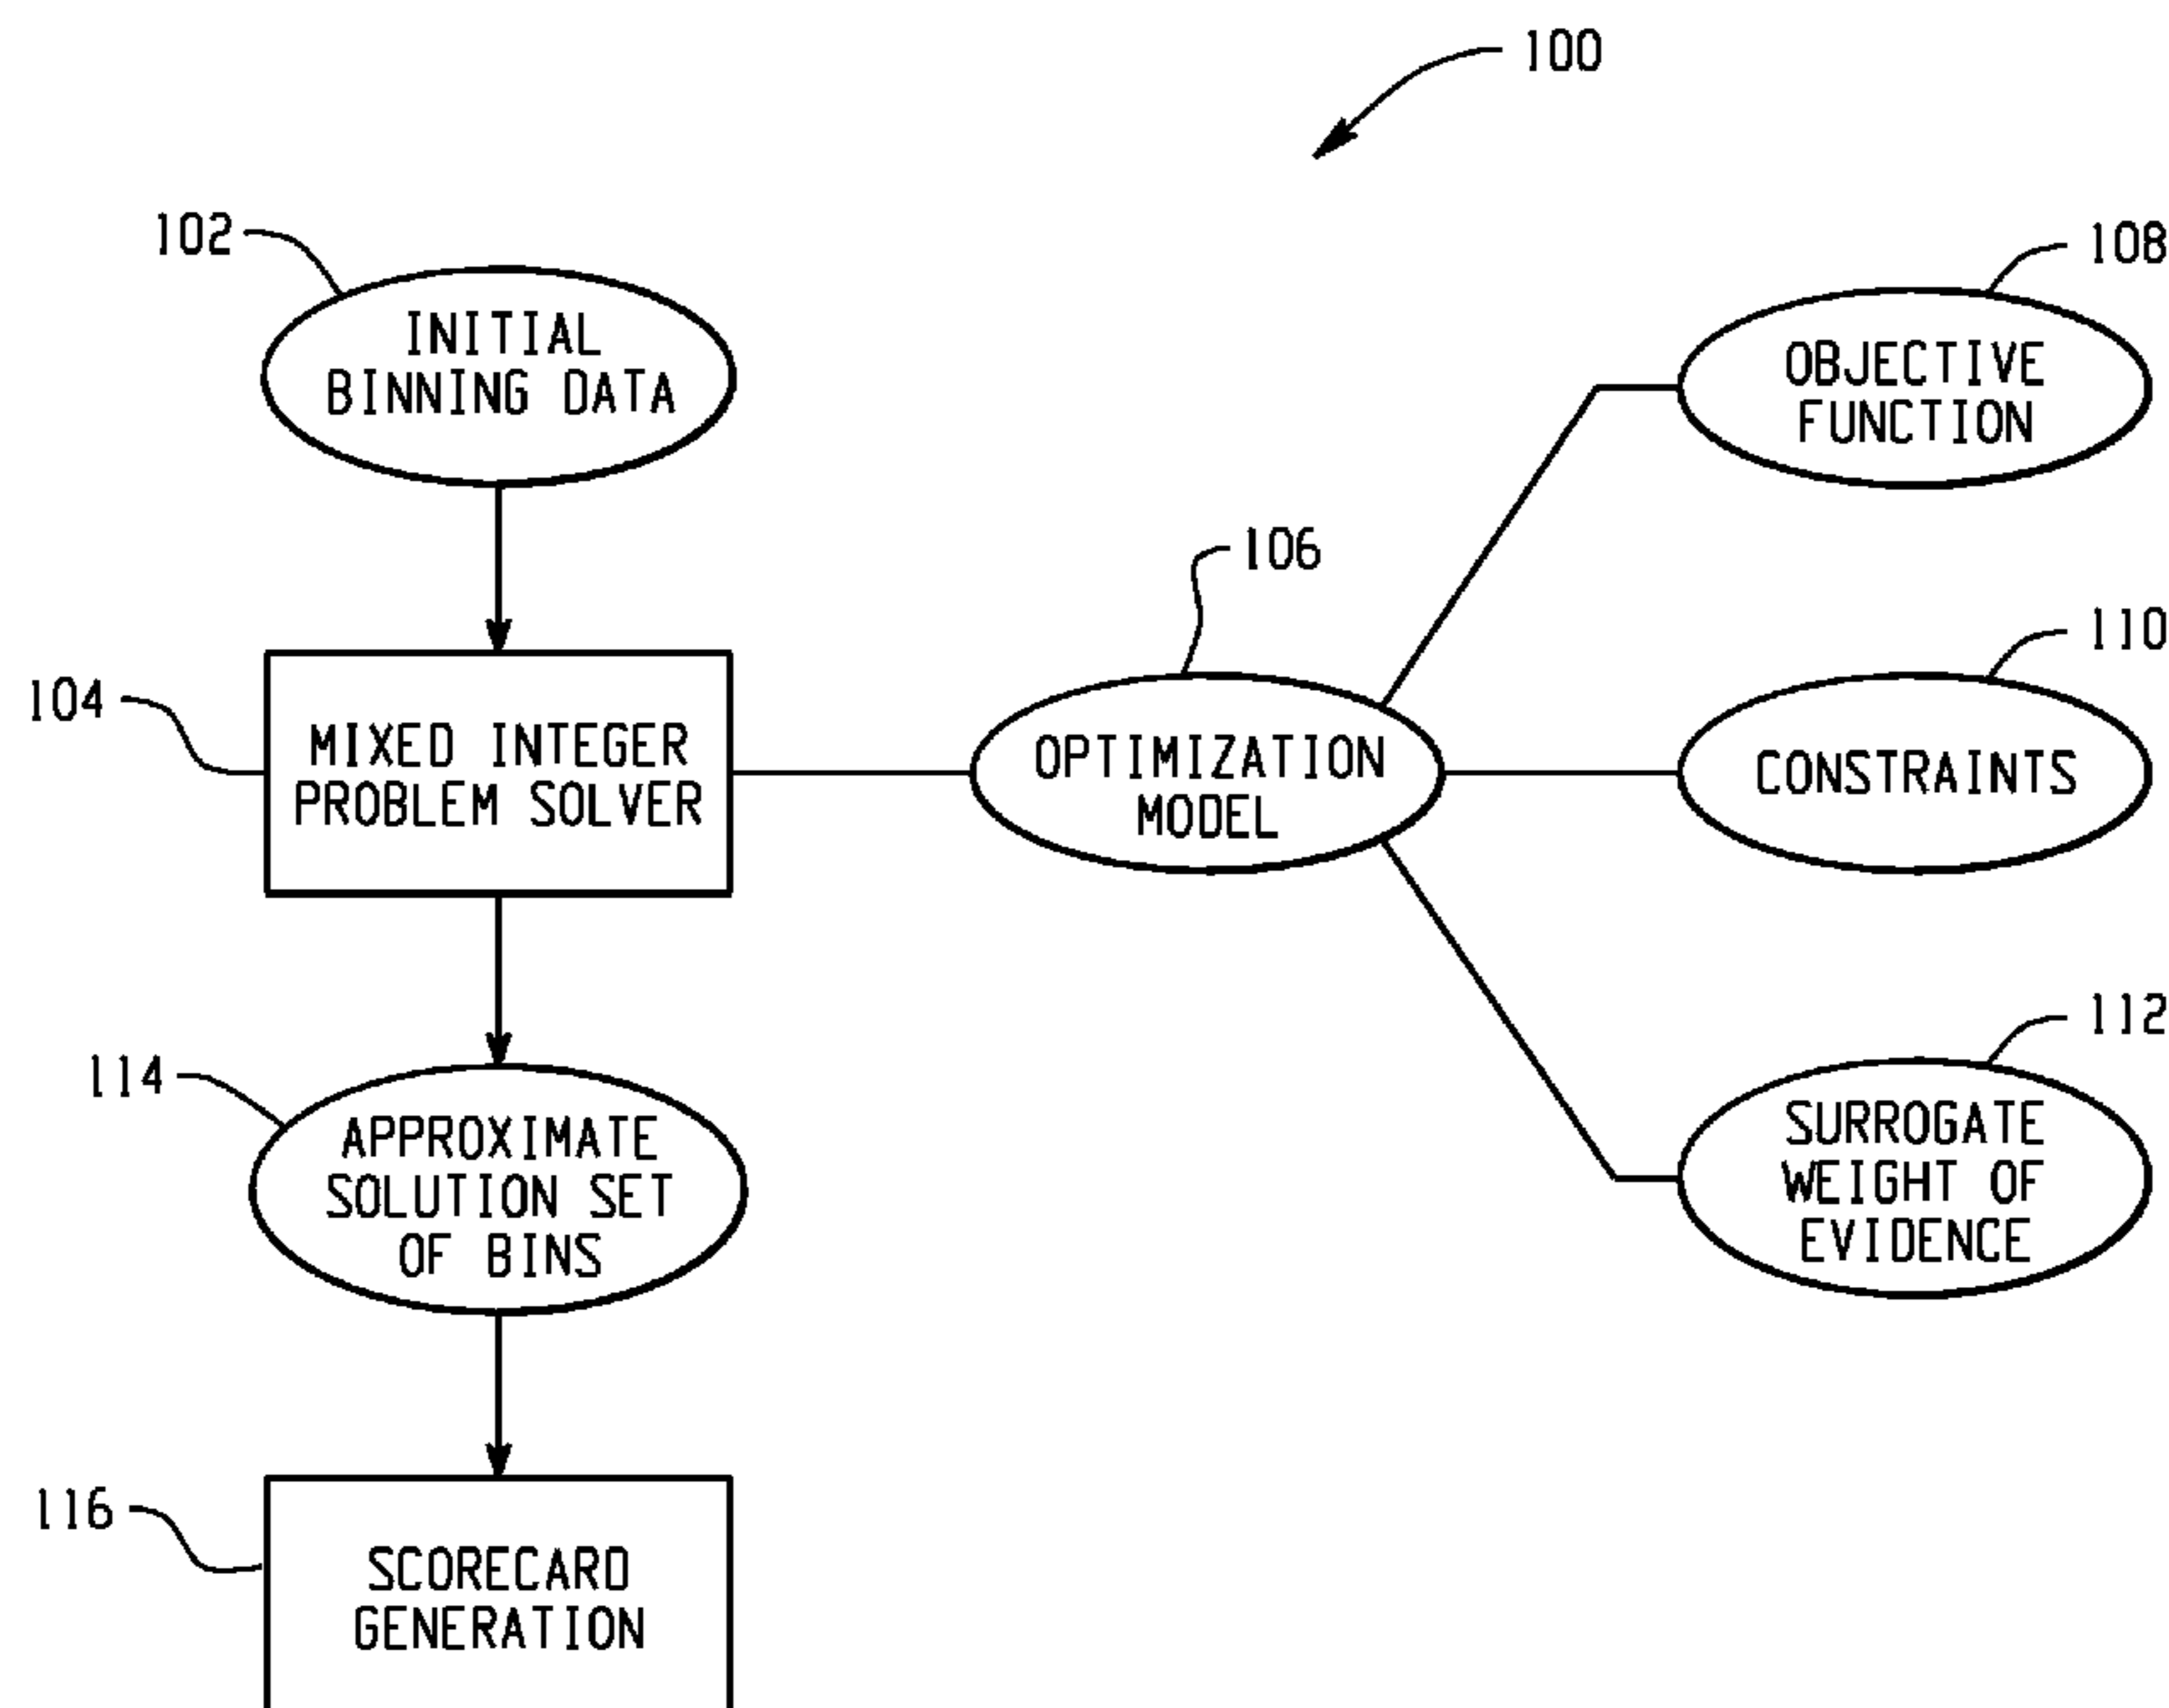 100
102
INITIAL
BINNING DATA
108
OBJECTIVE
FUNCTION
106
110
104
MIXED INTEGER
PROBLEM SOLVER
OPTIMIZATION
MODEL
CONSTRAINTS
112
114
APPROXIMATE
SOLUTION SET
OF BINS
SURROGATE
WEIGHT OF
EVIDENCE
116
SCORECARD
GENERATION